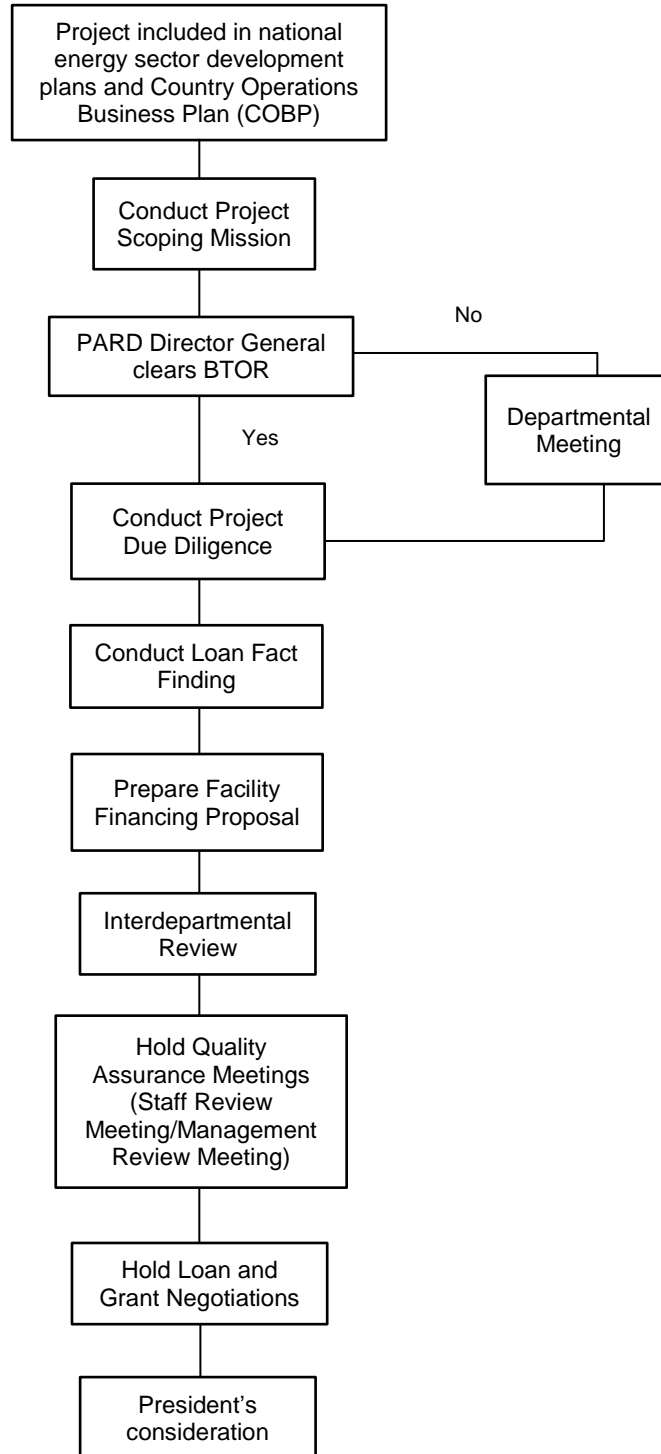 Project included in national
energy sector development
plans and Country Operations
Business Plan (COBP)
Conduct Project
Scoping Mission
No
PARD Director General
clears BTOR
Departmental
Meeting
Yes
Conduct Project
Due Diligence
Conduct Loan Fact
Finding
Prepare Facility
Financing Proposal
Interdepartmental
Review
Hold Quality
Assurance Meetings
(Staff Review
Meeting/Management
Review Meeting)
Hold Loan and
Grant Negotiations
President’s
consideration